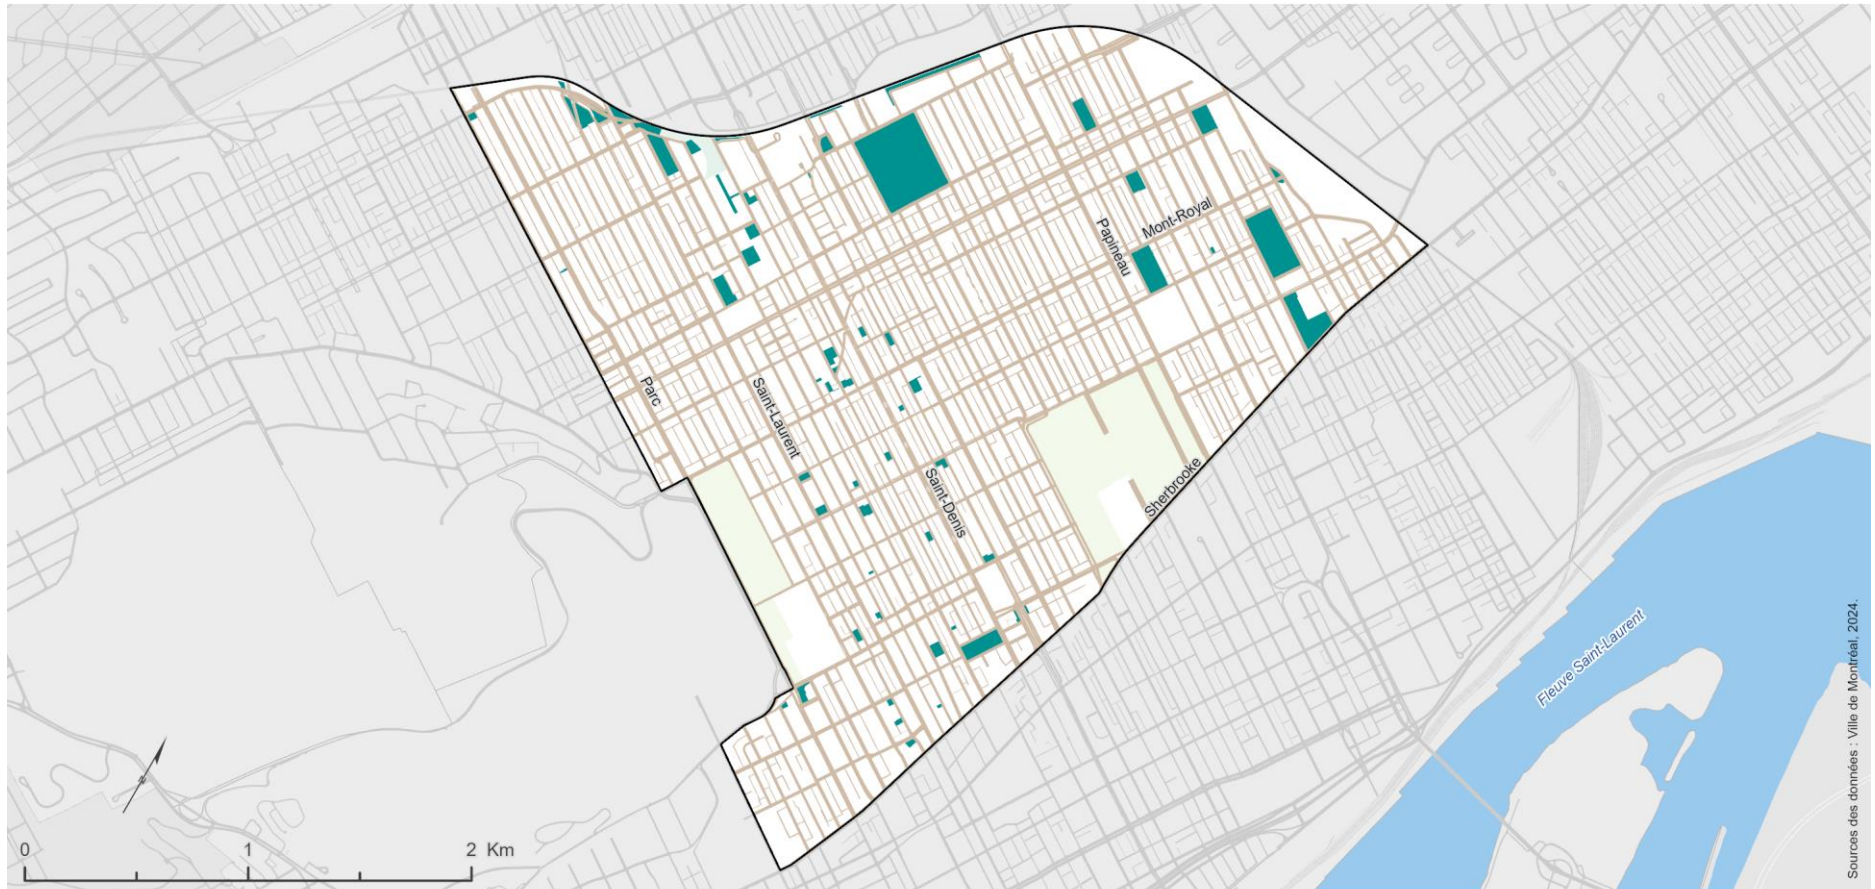 Mont-Royal
Papineau
Parc
Saint-Laurent
Saint-Denis
Sherbrooke
Fleuve Saint-Laurent
Sources des données : Ville de Montréal, 2024.
N
0 1 2 Km